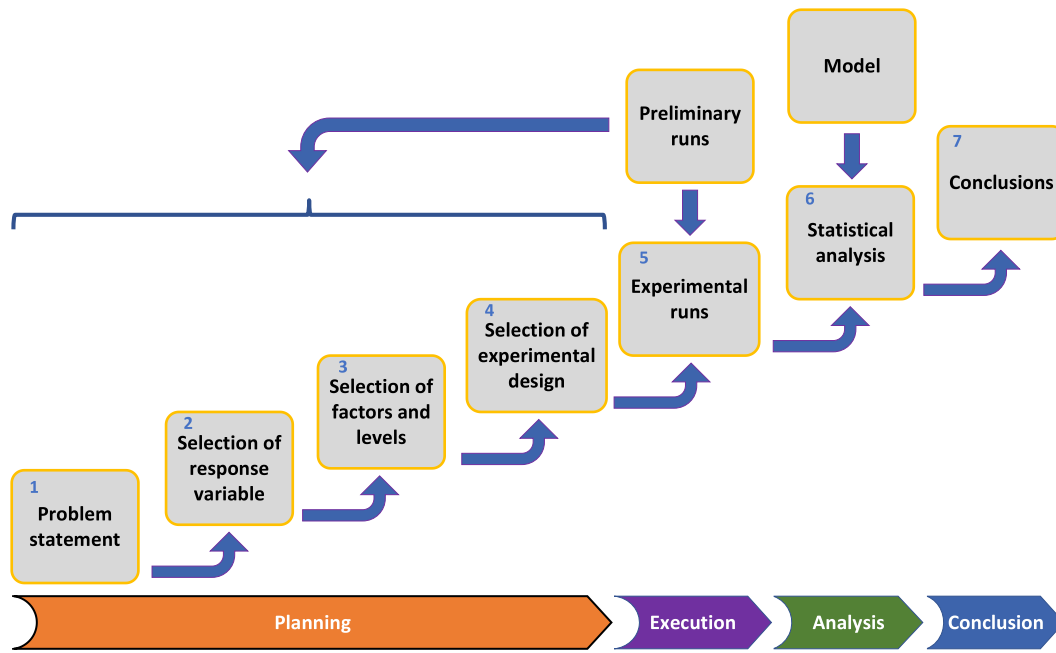 Model
Preliminary
runs
7
Conclusions
6
Statistical
analysis
5
Experimental
runs
4
Selection of
experimental
design
3
Selection of
factors and
levels
2
Selection of
response
variable
1
Problem
statement
Planning
Execution
Analysis
Conclusion